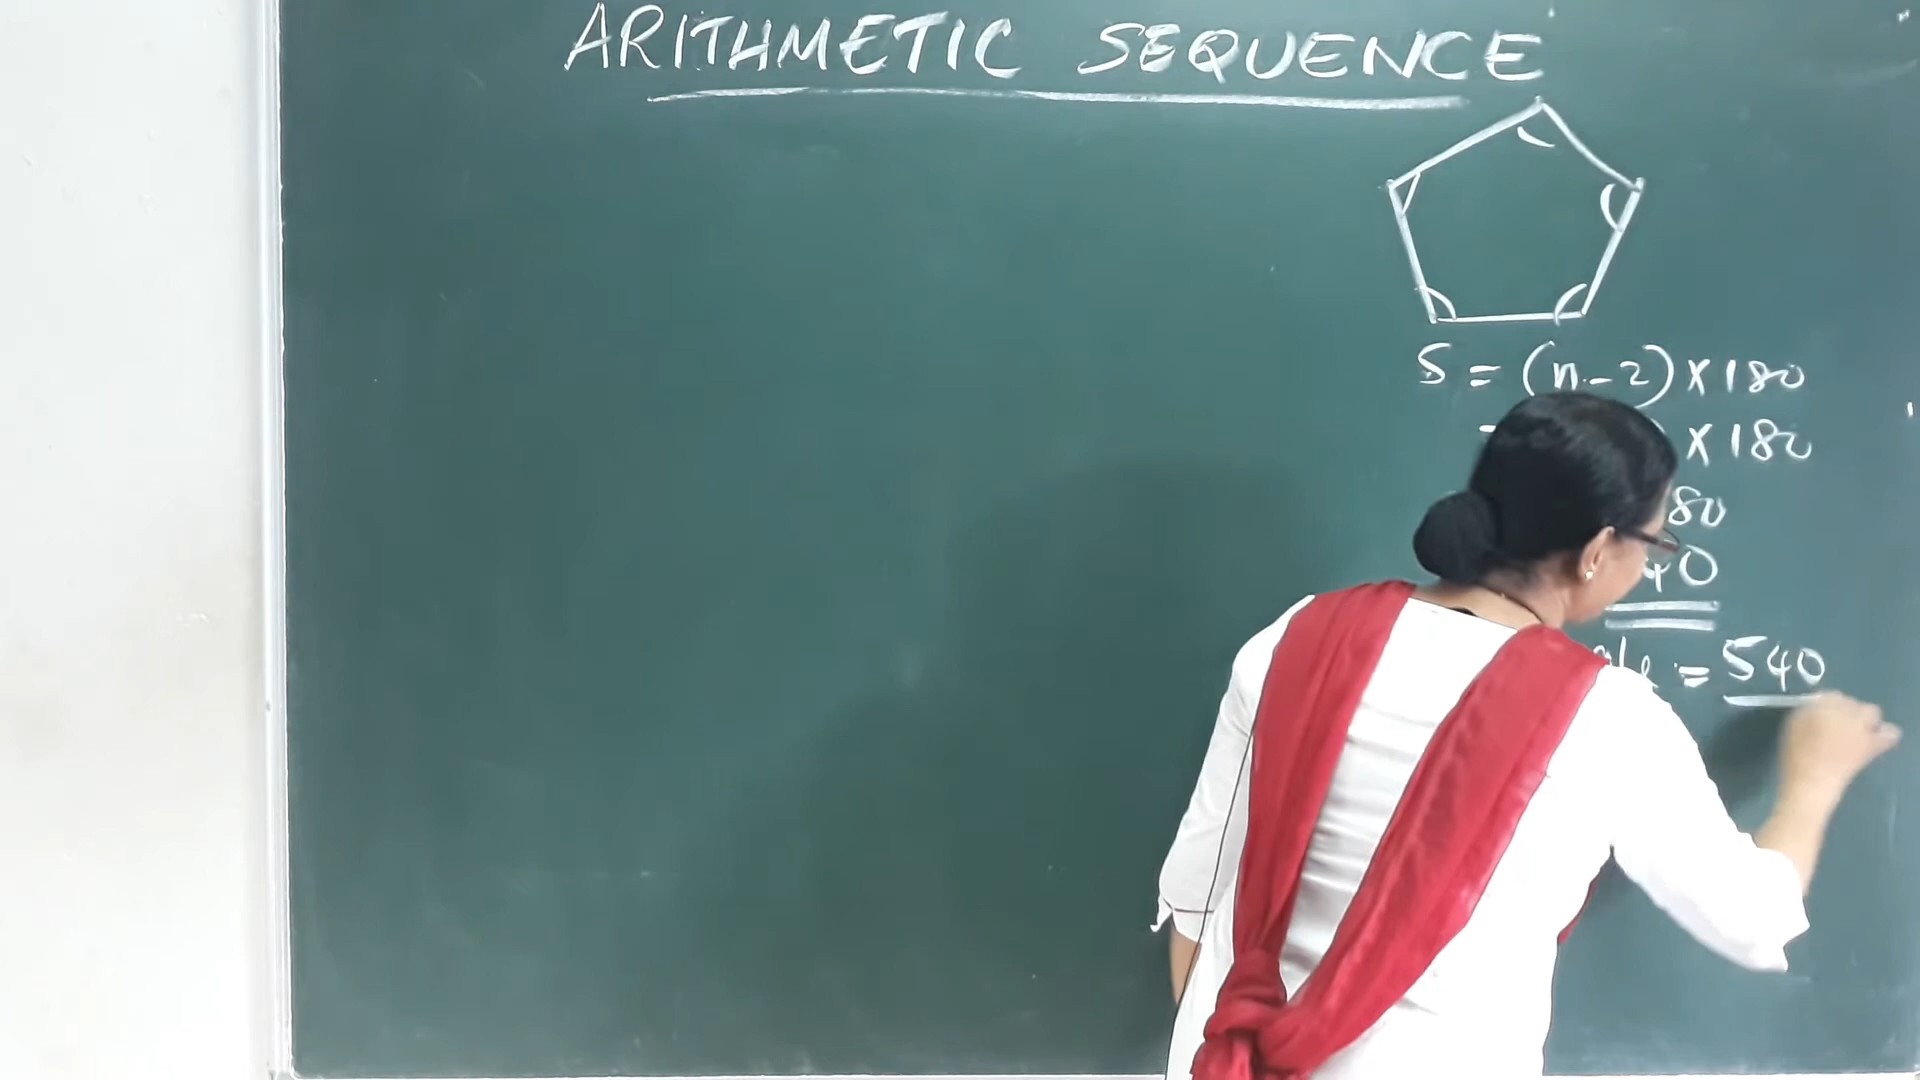 ARITHMETIC SEQUENCE
S = (n-2) X 180
X 180
80
40
= 540